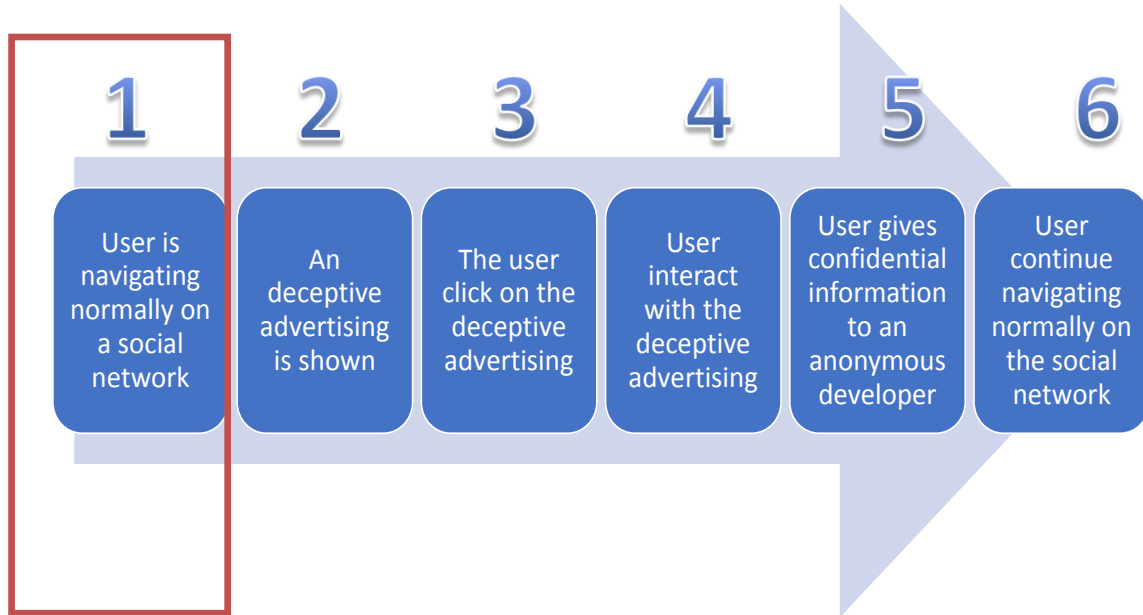 1
2
3
4
5
6
User is
navigating
normally on
a social
network
An
deceptive
advertising
is shown
The user
click on the
deceptive
advertising
User
interact
with the
deceptive
advertising
User gives
confidential
information
to an
anonymous
developer
User
continue
navigating
normally on
the social
network